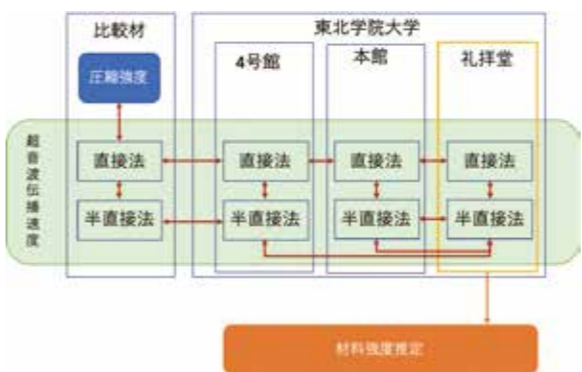 比較材
圧縮強度
東北学院大学
4号館
本館
礼拝堂
超音波伝播速度
直接法
直接法
直接法
直接法
半直接法
半直接法
半直接法
半直接法
材料強度推定